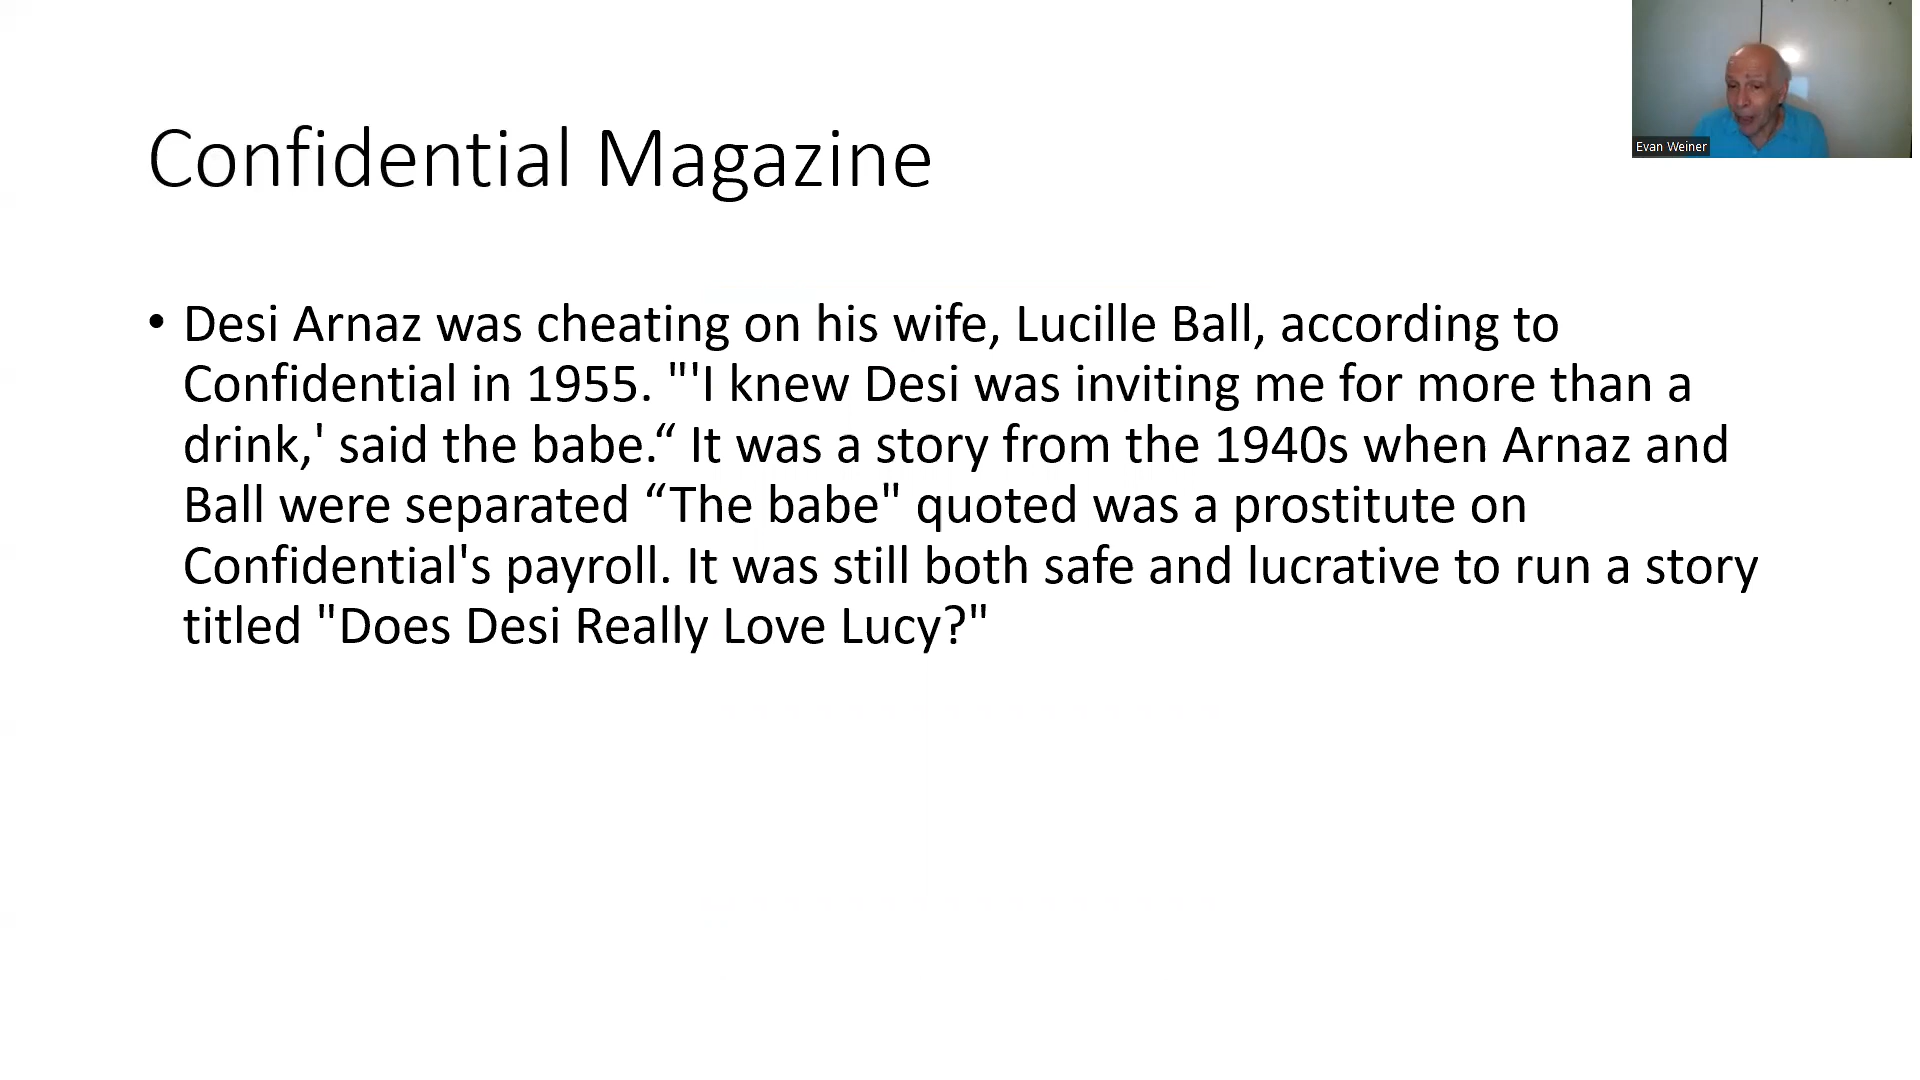 Evan Weiner
Confidential Magazine
• Desi Arnaz was cheating on his wife, Lucille Ball, according to
Confidential in 1955. "'I knew Desi was inviting me for more than a
drink,' said the babe.“ It was a story from the 1940s when Arnaz and
Ball were separated “The babe" quoted was a prostitute on
Confidential's payroll. It was still both safe and lucrative to run a story
titled "Does Desi Really Love Lucy?"